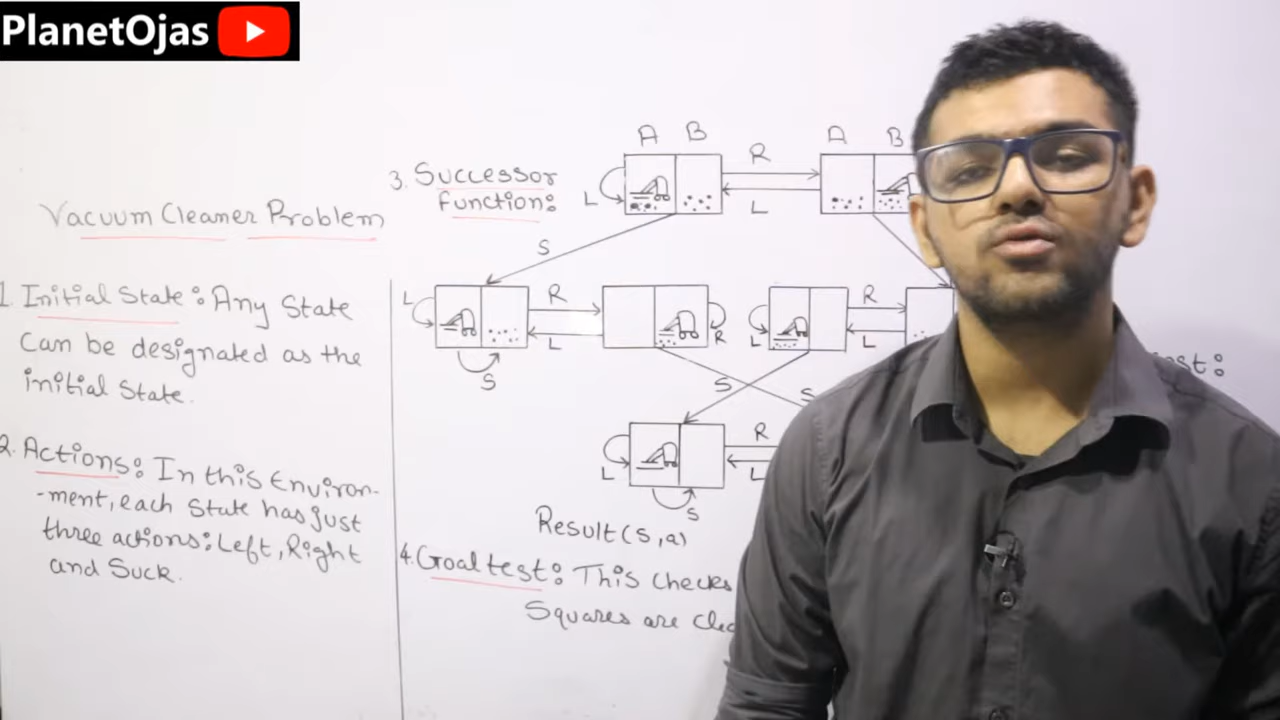 PlanetOjas
Vacuum Cleaner Problem
1. Initial State: Any State
Can be designated as the
initial State.
2. Actions: In this Environ-
-ment, each State has just
three actions: Left, Right
and Suck.
3. Successor
function:
A B
R
A B
L
L
S
L
R
L
S
R
L
R
L
S
S
L
R
L
S
Result(S,a)
4. Goal test: This Checks
Squares are